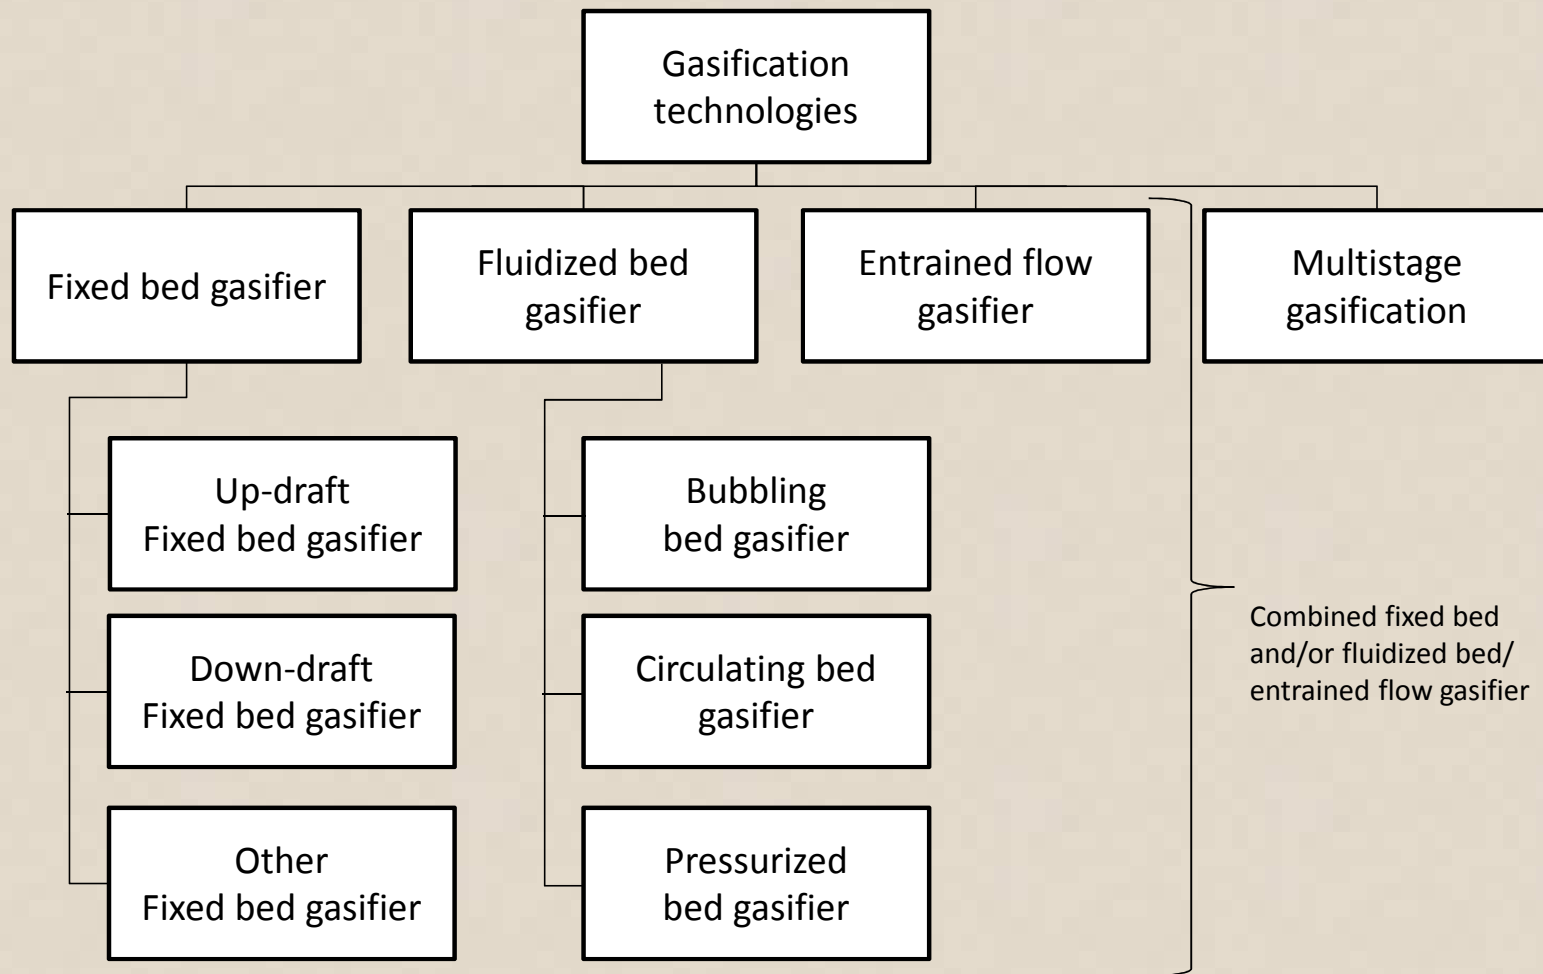 Gasification
technologies
Fixed bed gasifier
Fluidized bed
gasifier
Entrained flow
gasifier
Multistage
gasification
Up-draft
Fixed bed gasifier
Bubbling
bed gasifier
Down-draft
Fixed bed gasifier
Circulating bed
gasifier
Combined fixed bed
and/or fluidized bed/
entrained flow gasifier
Other
Fixed bed gasifier
Pressurized
bed gasifier